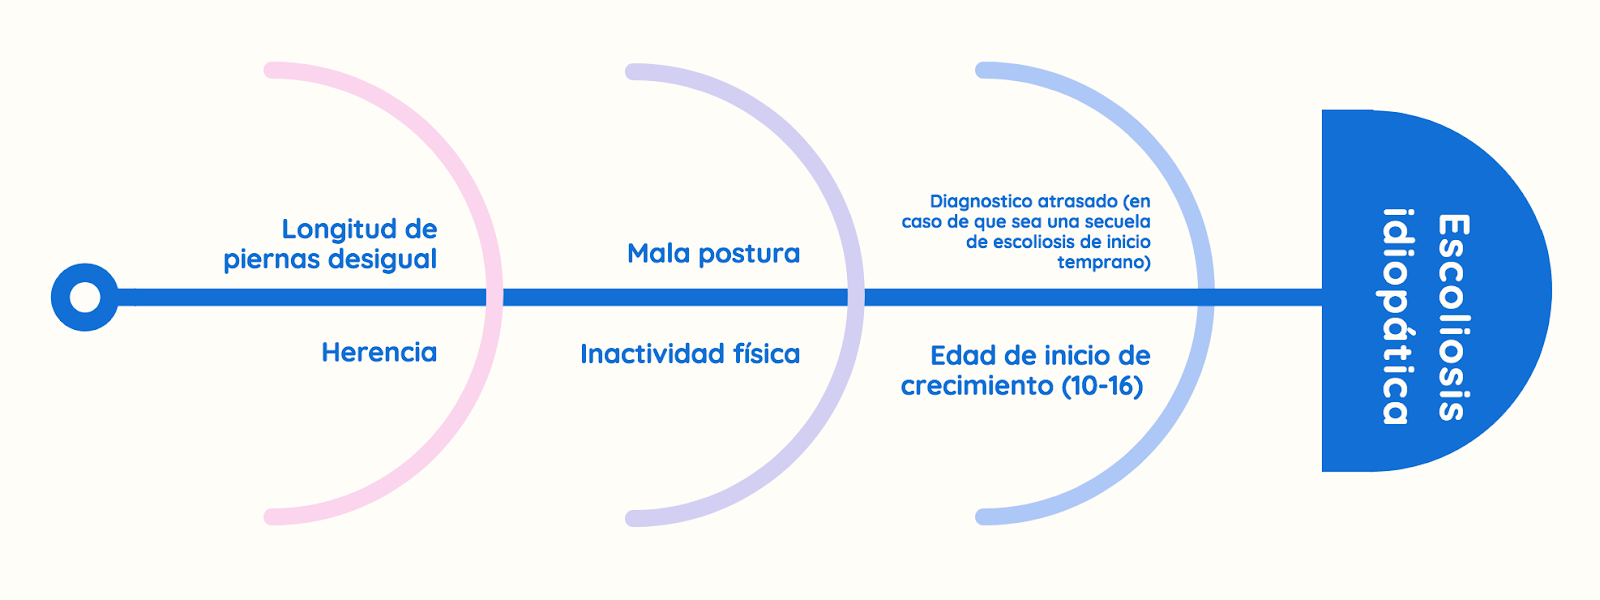 Longitud de
piernas desigual
Herencia
Mala postura
Inactividad física
Diagnostico atrasado (en
caso de que sea una secuela
de escoliosis de inicio
temprano)
Edad de inicio de
crecimiento (10-16)
Escoliosis
idiopática